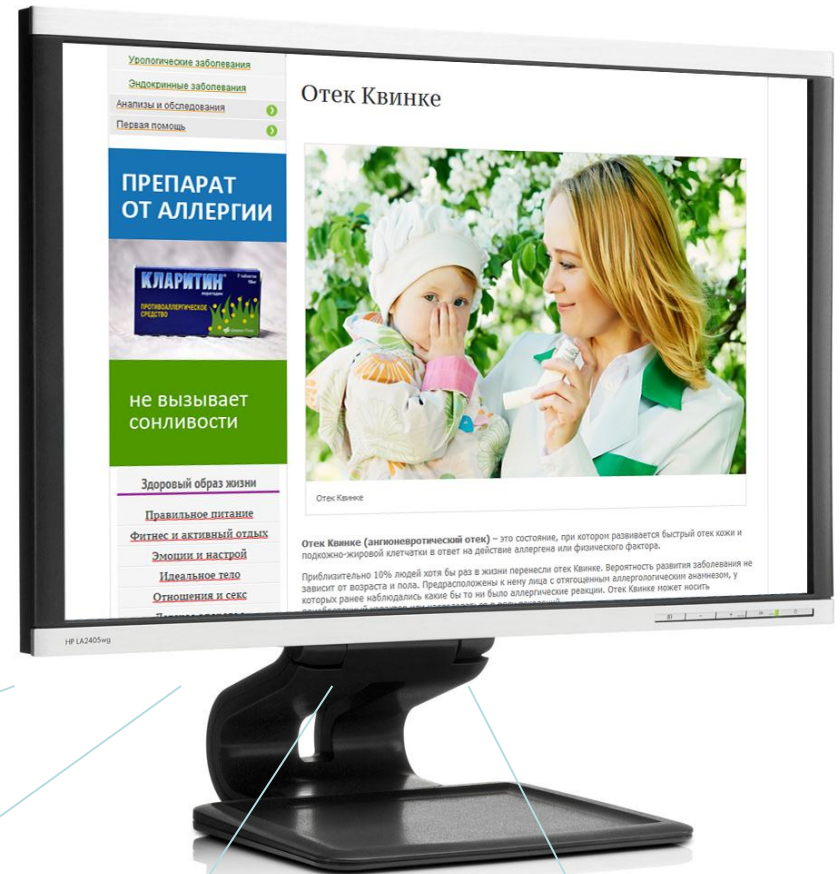 Урологические заболевания
Эндокринные заболевания
Анализы и обследования
Первая помощь
ПРЕПАРАТ
ОТ АЛЛЕРГИИ
КЛАРИТИН
ПРОТИВОАЛЛЕРГИЧЕСКОЕ
СРЕДСТВО
не вызывает
сонливости
Здоровый образ жизни
Правильное питание
Фитнес и активный отдых
Эмоции и настрой
Идеальное тело
Отношения и секс
Отек Квинке
Отек Квинке
Отек Квинке (ангионевротический отек) – это состояние, при котором развивается быстрый отек кожи и
подкожно-жировой клетчатки в ответ на действие аллергена или физического фактора.
Приблизительно 10% людей хотя бы раз в жизни перенесли отек Квинке. Вероятность развития заболевания не
зависит от возраста и пола. Предрасположены к нему лица с отягощенным аллергологическим анамнезом, у
которых ранее наблюдались какие бы то ни было аллергические реакции. Отек Квинке может носить
HP LA2405wg